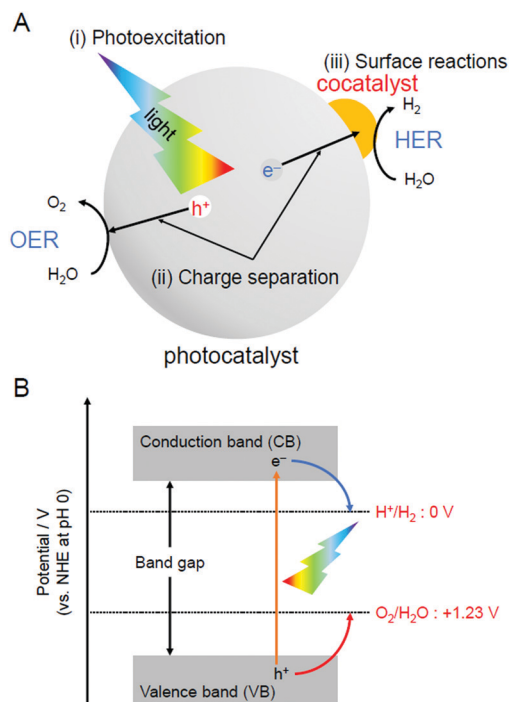 A
(i) Photoexcitation
(iii) Surface reactions
cocatalyst
H₂
light
HER
e⁻
H₂O
O₂
h⁺
OER
H₂O
(ii) Charge separation
photocatalyst
B
Conduction band (CB)
e⁻
H⁺/H₂ : 0 V
Potential / V
(vs. NHE at pH 0)
Band gap
O₂/H₂O : +1.23 V
h⁺
Valence band (VB)